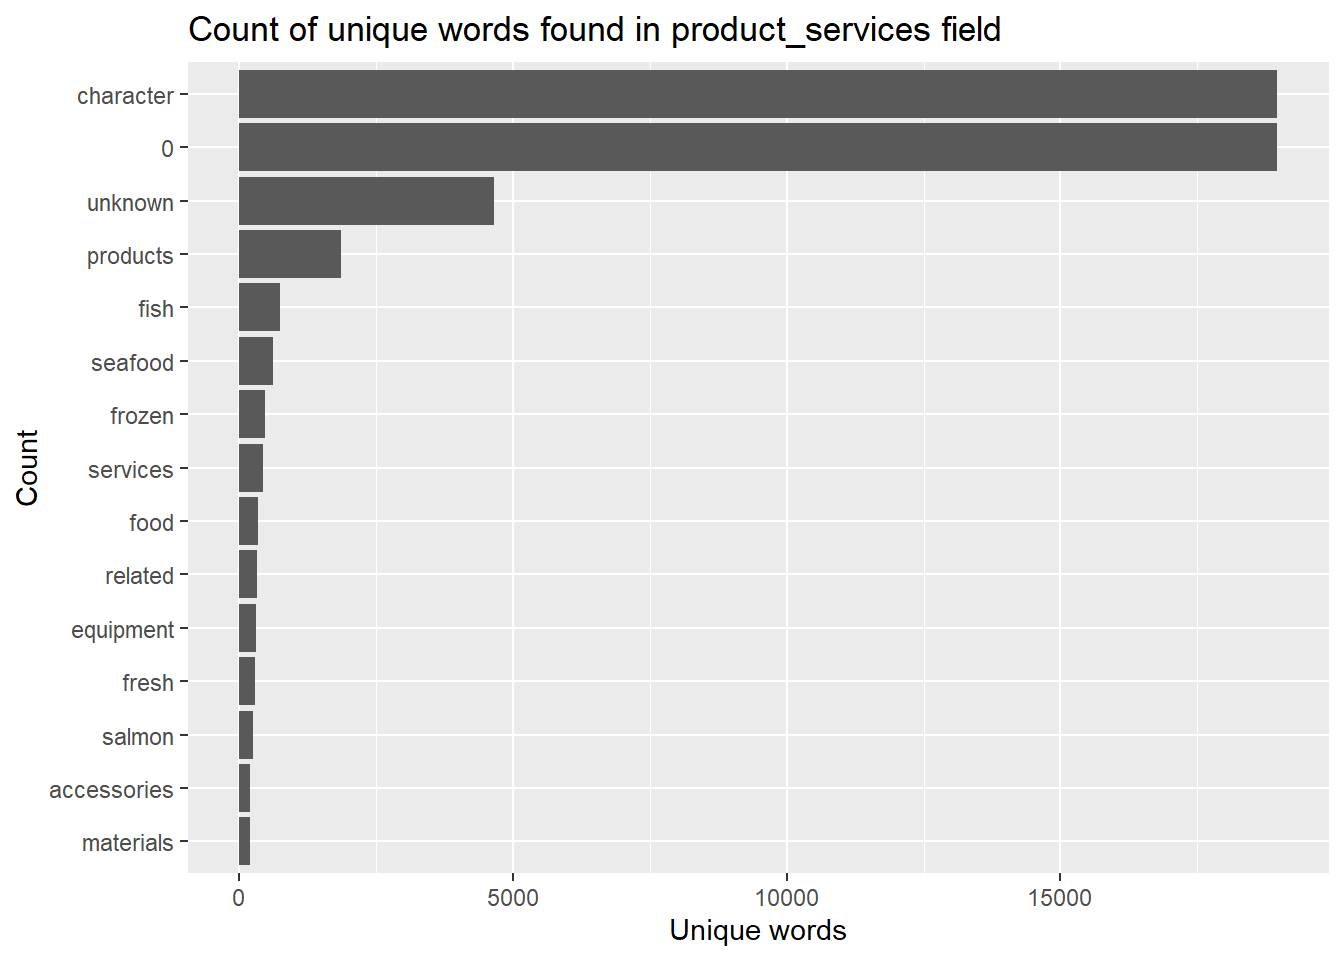 Count of unique words found in product_services field
character
0
unknown
products
fish
seafood
frozen
services
food
related
equipment
fresh
salmon
accessories
materials
Count
0 5000 10000 15000
Unique words